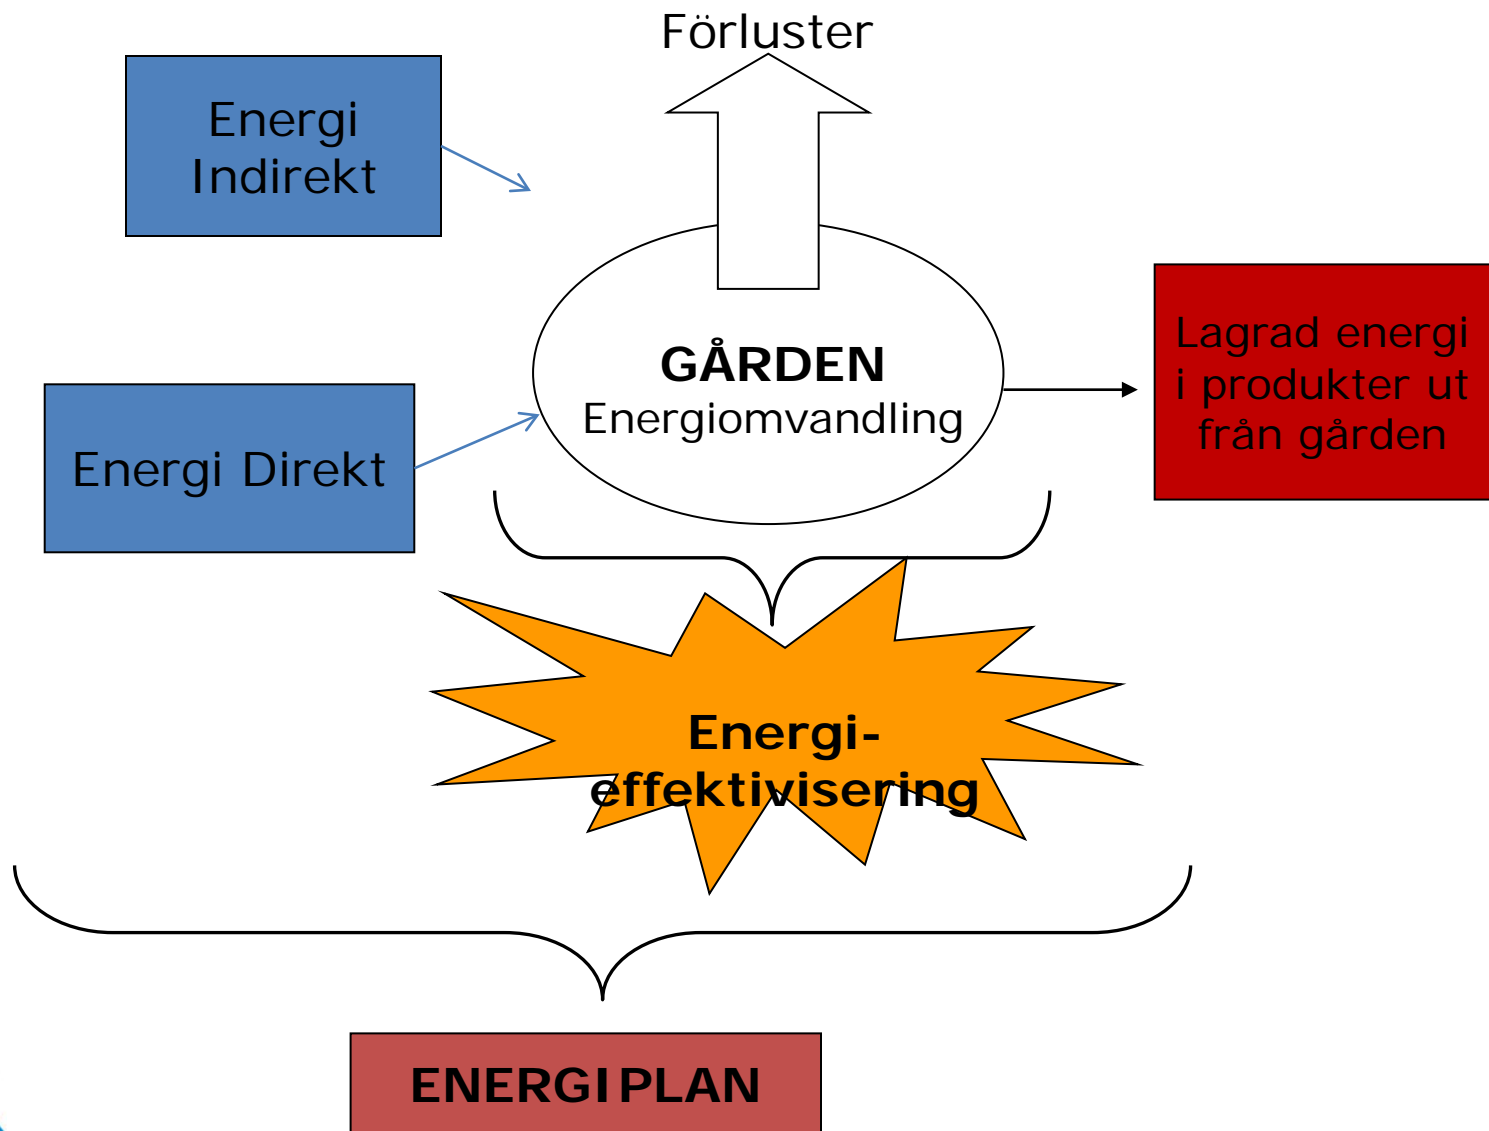 Förluster
Energi
Indirekt
GÅRDEN
Energiomvandling
Lagrad energi
i produkter ut
från gården
Energi Direkt
Energi-
effektivisering
ENERGIPLAN